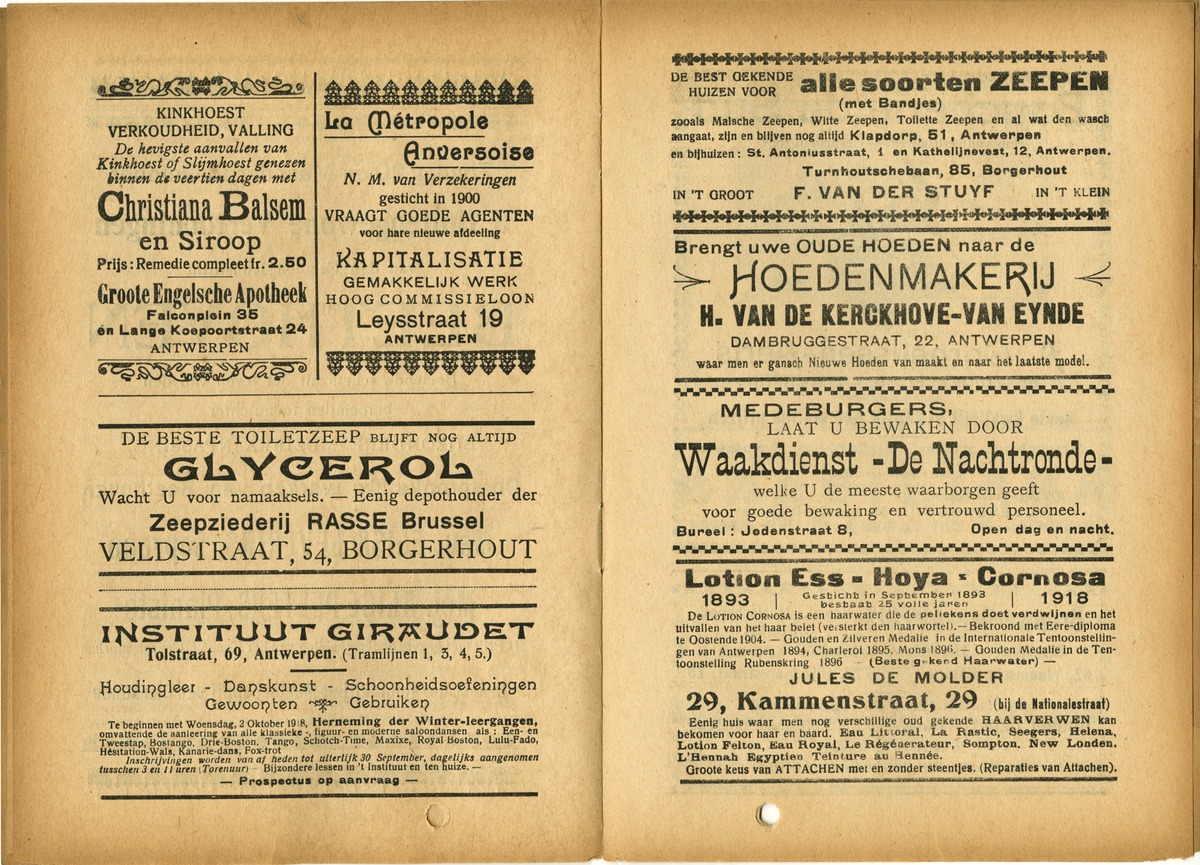 KINKHOEST
VERKOUDHEID, VALLING
De hevigste aanvallen van
Kinkhoest of Slijmhoest genezen
binnen de veertien dagen met
Christiana Balsem
en Siroop
Prijs : Remedie compleet fr. 2.50
Groote Engelsche Apotheek
Falconplein 35
én Lange Koepoortstraat 24
ANTWERPEN
La Métropole
Anversoise
N. M. van Verzekeringen
gesticht in 1900
VRAAGT GOEDE AGENTEN
voor hare nieuwe afdeeling
KAPITALISATIE
GEMAKKELIJK WERK
HOOG COMMISSIELOON
Leysstraat 19
ANTWERPEN
DE BESTE TOILETZEEP BLIJFT NOG ALTIJD
GLYCEROL
Wacht U voor namaaksels. — Eenig depothouder der
Zeepziederij RASSE Brussel
VELDSTRAAT, 54, BORGERHOUT
INSTITUUT GIRAUDET
Tolstraat, 69, Antwerpen. (Tramlijnen 1, 3, 4, 5.)
Houdingleer - Danskunst - Schoonheidsoefeningen
Gewoonten Gebruiken
Te beginnen met Woensdag, 2 Oktober 1918, Herneming der Winter-leergangen,
omvattende de aanleering van alle klassieke -, figuur- en moderne salondansen als : Een- en
Tweestap, Bostango, Drie-Boston, Tango, Schotch-Time, Maxixe, Royal-Boston, Lulu-Fado,
Hésitation-Wals, Kanarie-dans, Fox-trot
Inschrijvingen worden van af heden tot uiterlijk 30 September, dagelijks aangenomen
tusschen 3 en 11 uren (Torenuur) — Bijzondere lessen in 't Instituut en ten huize. —
— Prospectus op aanvraag —
DE BEST GEKENDE
HUIZEN VOOR alle soorten ZEEPEN
(met Bandjes)
zooals Malsche Zeepen, Witte Zeepen, Toilette Zeepen en al wat den wasch
aangaat, zijn en blijven nog altijd Klapdorp, 51, Antwerpen
en bijhuizen : St. Antoniusstraat, 1 en Kathelijnevest, 12, Antwerpen.
Turnhoutschebaan, 85, Borgerhout
IN 'T GROOT F. VAN DER STUYF IN 'T KLEIN
Brengt uwe OUDE HOEDEN naar de
HOEDENMAKERIJ
H. VAN DE KERCKHOVE-VAN EYNDE
DAMBRUGGESTRAAT, 22, ANTWERPEN
waar men er gansch Nieuwe Hoeden van maakt en naar het laatste model.
MEDEBURGERS,
LAAT U BEWAKEN DOOR
Waakdienst -De Nachtronde-
welke U de meeste waarborgen geeft
voor goede bewaking en vertrouwd personeel.
Bureel : Jodenstraat 8, Open dag en nacht.
Lotion Ess - Hoya - Cornosa
1893 | Gesticht in September 1893 | 1918
bestaat 25 volle jaren
De LOTION CORNOSA is een haarwater die de peliekens doet verdwijnen en het
uitvallen van het haar belet (versterkt den haarwortel). — Bekroond met Eere-diploma
te Oostende 1904. — Gouden en Zilveren Medalie in de Internationale Tentoonstellin-
gen van Antwerpen 1894, Charleroi 1895, Mons 1896. — Gouden Medalie in de Ten-
toonstelling Rubenskring 1896 — (Beste gekend Haarwater) —
JULES DE MOLDER
29, Kammenstraat, 29 (bij de Nationalestraat)
Eenig huis waar men nog verschillige oud gekende HAARVERWEN kan
bekomen voor haar en baard. Eau Littoral, La Rastic, Seegers, Helena,
Lotion Felton, Eau Royal, Le Régénerateur, Sompton, New Londen.
L'Hennah Egyptien Teinture au Hennée.
Groote keus van ATTACHEN met en zonder steentjes. (Reparaties van Attachen).